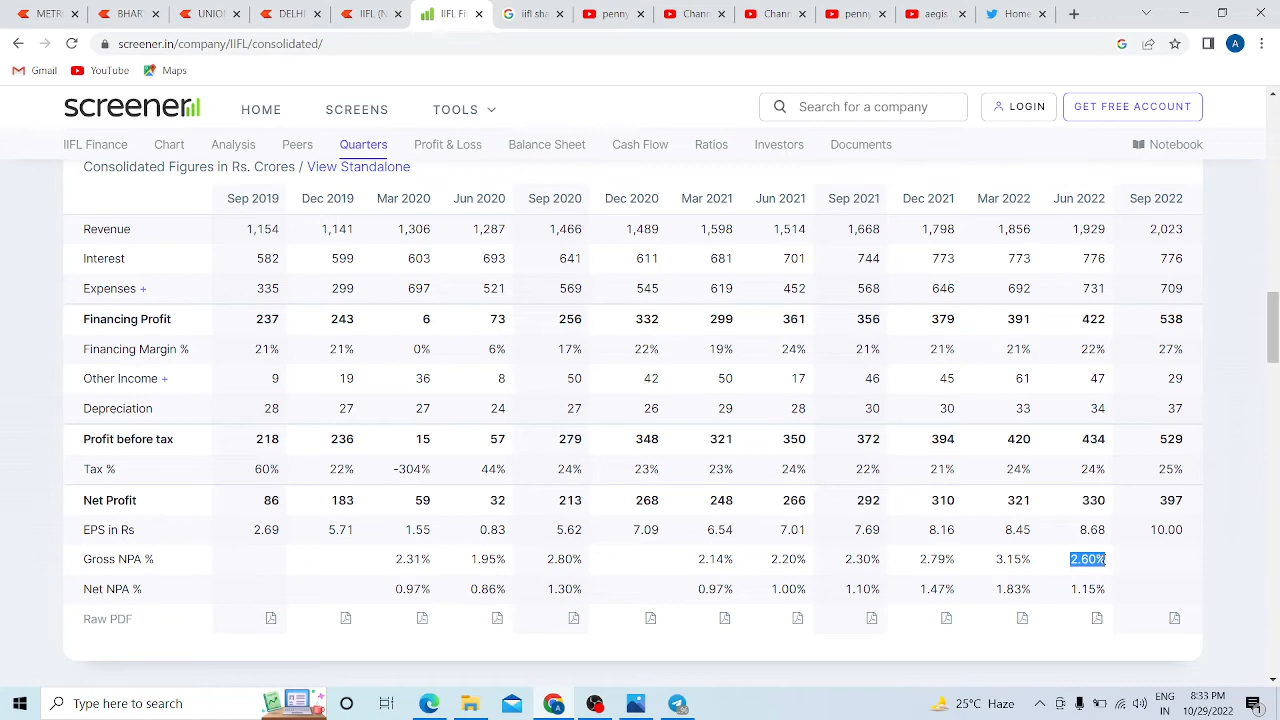 METR
BHAR
UNOI
DELHI
IIFL (N
IIFL Fi
iifl sha
penny
Chart
Chan
penny
aegis
Hom
screener.in/company/IIFL/consolidated/
Gmail YouTube Maps
screener HOME SCREENS TOOLS Search for a company LOGIN GET FREE ACCOUNT
IIFL Finance Chart Analysis Peers Quarters Profit & Loss Balance Sheet Cash Flow Ratios Investors Documents Notebook
Consolidated Figures in Rs. Crores / View Standalone
Sep 2019 Dec 2019 Mar 2020 Jun 2020 Sep 2020 Dec 2020 Mar 2021 Jun 2021 Sep 2021 Dec 2021 Mar 2022 Jun 2022 Sep 2022
Revenue 1,154 1,141 1,306 1,287 1,466 1,489 1,598 1,514 1,668 1,798 1,856 1,929 2,023
Interest 582 599 603 693 641 611 681 701 744 773 773 776 776
Expenses + 335 299 697 521 569 545 619 452 568 646 692 731 709
Financing Profit 237 243 6 73 256 332 299 361 356 379 391 422 538
Financing Margin % 21% 21% 0% 6% 17% 22% 19% 24% 21% 21% 21% 22% 27%
Other Income + 9 19 36 8 50 42 50 17 46 45 61 47 29
Depreciation 28 27 27 24 27 26 29 28 30 30 33 34 37
Profit before tax 218 236 15 57 279 348 321 350 372 394 420 434 529
Tax % 60% 22% -304% 44% 24% 23% 23% 24% 22% 21% 24% 24% 25%
Net Profit 86 183 59 32 213 268 248 266 292 310 321 330 397
EPS in Rs 2.69 5.71 1.55 0.83 5.62 7.09 6.54 7.01 7.69 8.16 8.45 8.68 10.00
Gross NPA % 2.31% 1.95% 2.80% 2.14% 2.20% 2.30% 2.79% 3.15% 2.60%
Net NPA % 0.97% 0.86% 1.30% 0.97% 1.00% 1.10% 1.47% 1.83% 1.15%
Raw PDF
Type here to search 25°C Haze ENG IN 8:33 PM 10/29/2022